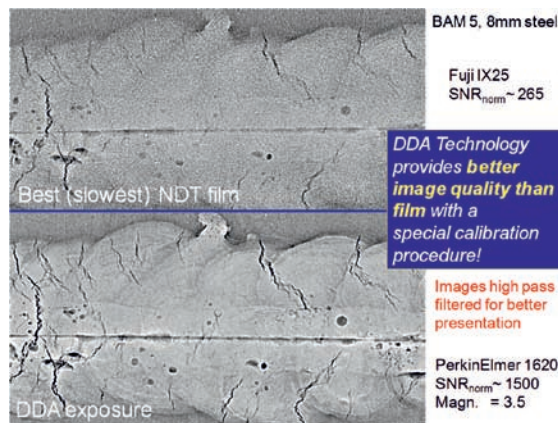 BAM 5, 8mm steel
Fuji IX25
SNRnorm~ 265
DDA Technology
provides better
image quality than
film with a
special calibration
procedure!
Best (slowest) NDT film
Images high pass
filtered for better
presentation
PerkinElmer 1620
SNRnorm~ 1500
Magn. = 3.5
DDA exposure